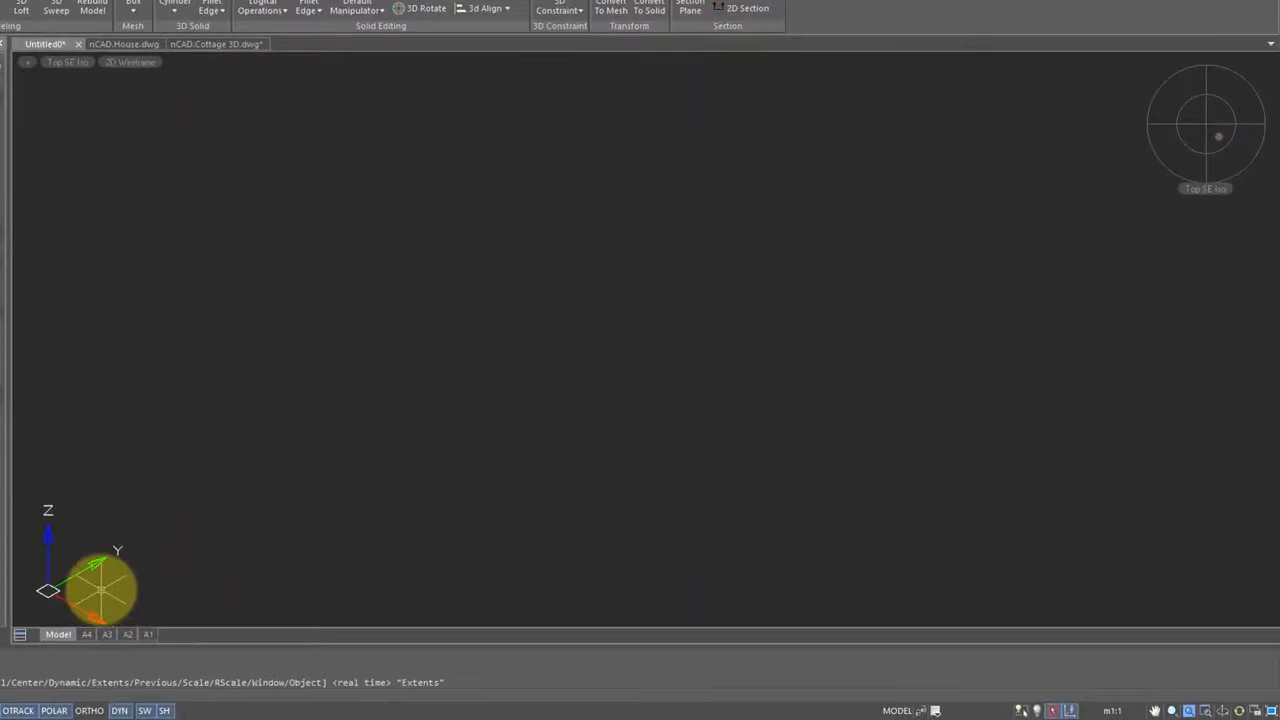 3D Loft
3D Sweep
Rebuild Model
Box
Cylinder
Fillet Edge
Logical Operations
Fillet Edge
Default Manipulator
3D Rotate
3d Align
3D Constraint
Convert To Mesh
Convert To Solid
Section Plane
2D Section
eling
Mesh
3D Solid
Solid Editing
3D Constraint
Transform
Section
Untitled0*
nCAD.House.dwg
nCAD.Cottage 3D.dwg*
+
Top SE Iso
2D Wireframe
Top SE Iso
Z
Y
Model
A4
A3
A2
A1
l/Center/Dynamic/Extents/Previous/Scale/RScale/Window/Object] <real time> "Extents"
OTRACK
POLAR
ORTHO
DYN
SW
SH
MODEL
m1:1